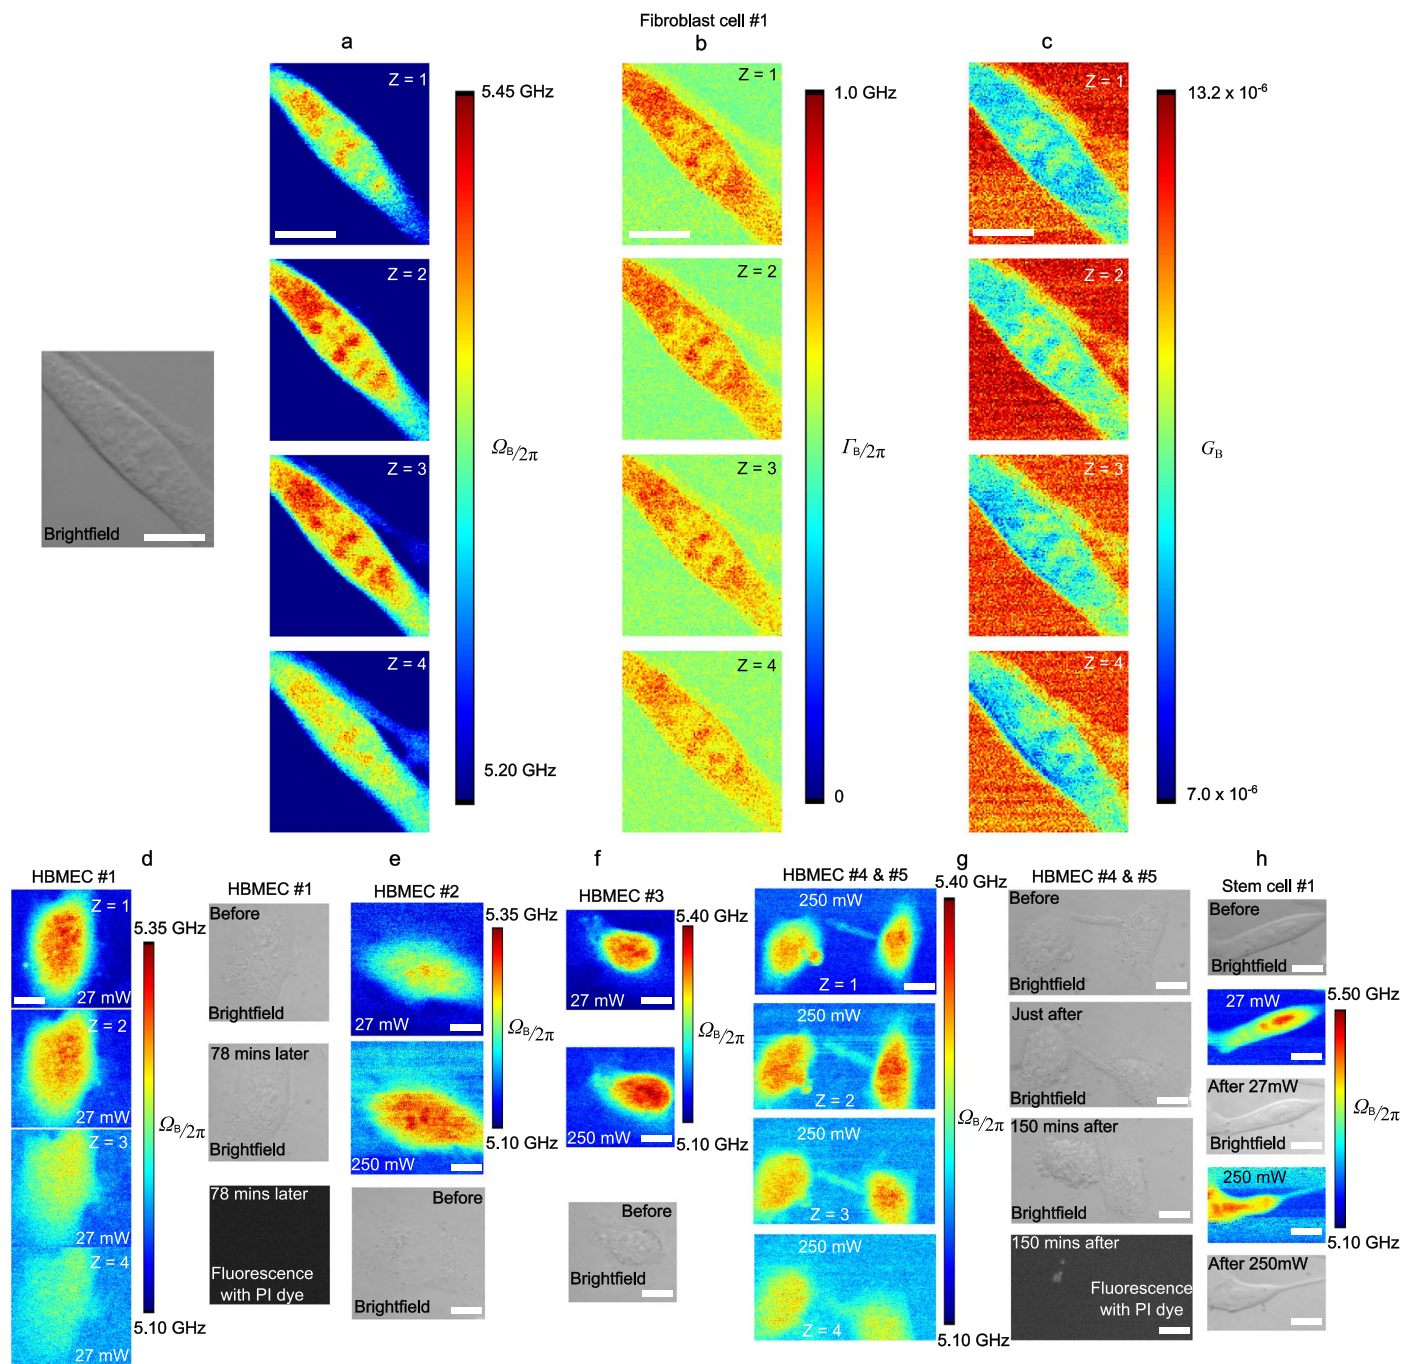 Fibroblast cell #1
a
b
c
Z = 1
Z = 2
Z = 3
Z = 4
5.45 GHz
Ω_B/2π
5.20 GHz
Z = 1
Z = 2
Z = 3
Z = 4
1.0 GHz
Γ_B/2π
0
Z = 1
Z = 2
Z = 3
Z = 4
13.2 x 10⁻⁶
G_B
7.0 x 10⁻⁶
Brightfield
d
HBMEC #1
Z = 1
27 mW
Z = 2
27 mW
Z = 3
27 mW
Z = 4
27 mW
5.35 GHz
Ω_B/2π
5.10 GHz
HBMEC #1
Before
Brightfield
78 mins later
Brightfield
78 mins later
Fluorescence
with PI dye
e
HBMEC #2
27 mW
250 mW
5.35 GHz
Ω_B/2π
5.10 GHz
Before
Brightfield
f
HBMEC #3
27 mW
250 mW
5.40 GHz
Ω_B/2π
5.10 GHz
Before
Brightfield
g
HBMEC #4 & #5
250 mW
Z = 1
250 mW
Z = 2
250 mW
Z = 3
250 mW
Z = 4
5.40 GHz
Ω_B/2π
5.10 GHz
HBMEC #4 & #5
Before
Brightfield
Just after
Brightfield
150 mins after
Brightfield
150 mins after
Fluorescence
with PI dye
h
Stem cell #1
Before
Brightfield
27 mW
After 27mW
Brightfield
250 mW
After 250mW
5.50 GHz
Ω_B/2π
5.10 GHz